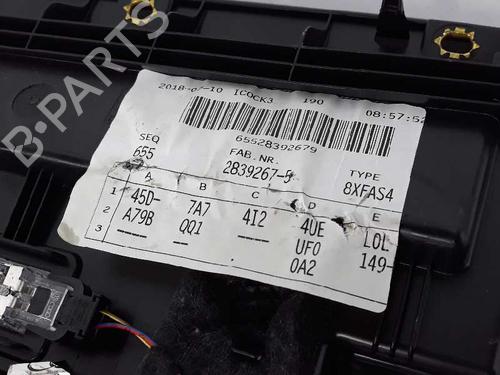 B-PARTS
2018-07-10 ICOCK3 190 08:57:52
65528392679
SEQ FAB.NR. TYPE
655 2839267-5 8XFAS4
A B C D E
1 45D- 7A7 4I2 4UE L0L
2 A79B QQ1 UF0 149-
3 0A2